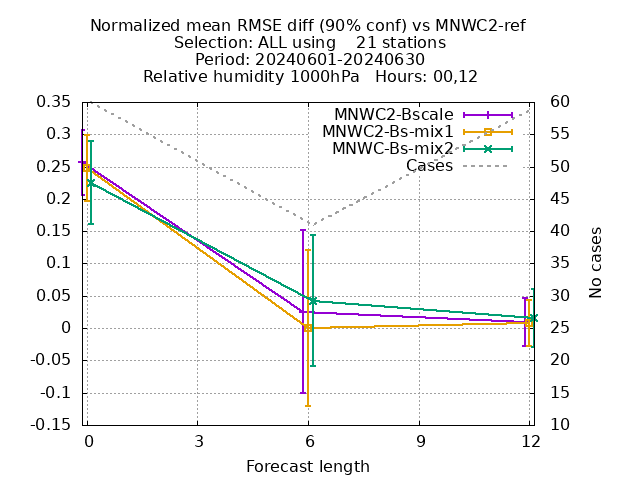 Normalized mean RMSE diff (90% conf) vs MNWC2-ref
Selection: ALL using    21 stations
Period: 20240601-20240630
Relative humidity 1000hPa   Hours: 00,12
MNWC2-Bscale
MNWC2-Bs-mix1
MNWC-Bs-mix2
Cases
0.35
0.3
0.25
0.2
0.15
0.1
0.05
0
-0.05
-0.1
-0.15
60
55
50
45
40
35
30
25
20
15
10
No cases
0 3 6 9 12
Forecast length